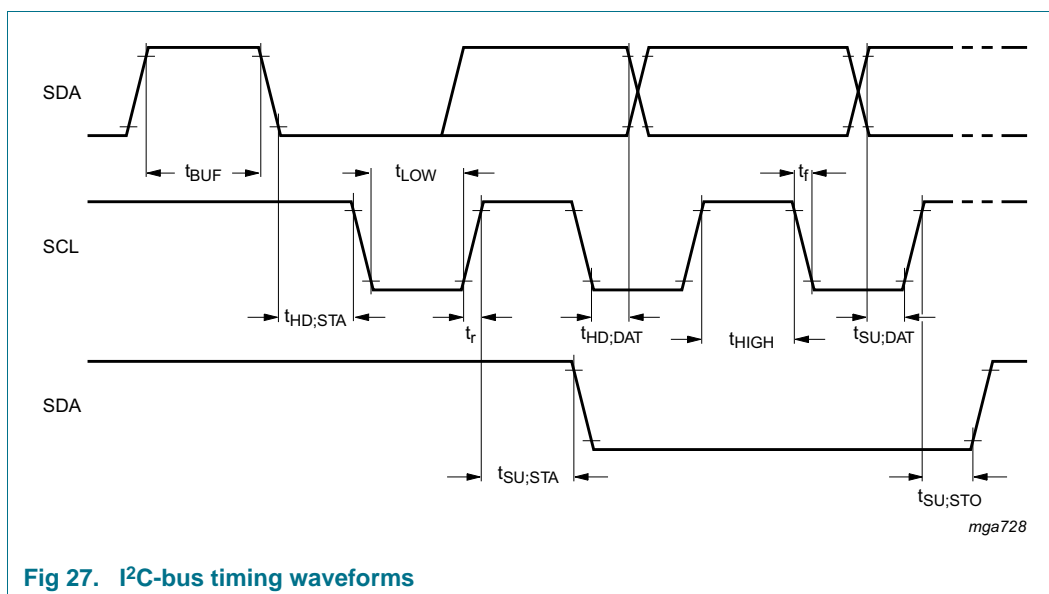 SDA
tBUF
tLOW
tf
SCL
tHD;STA
tr
tHD;DAT
tHIGH
tSU;DAT
SDA
tSU;STA
tSU;STO
mga728
Fig 27. I²C-bus timing waveforms